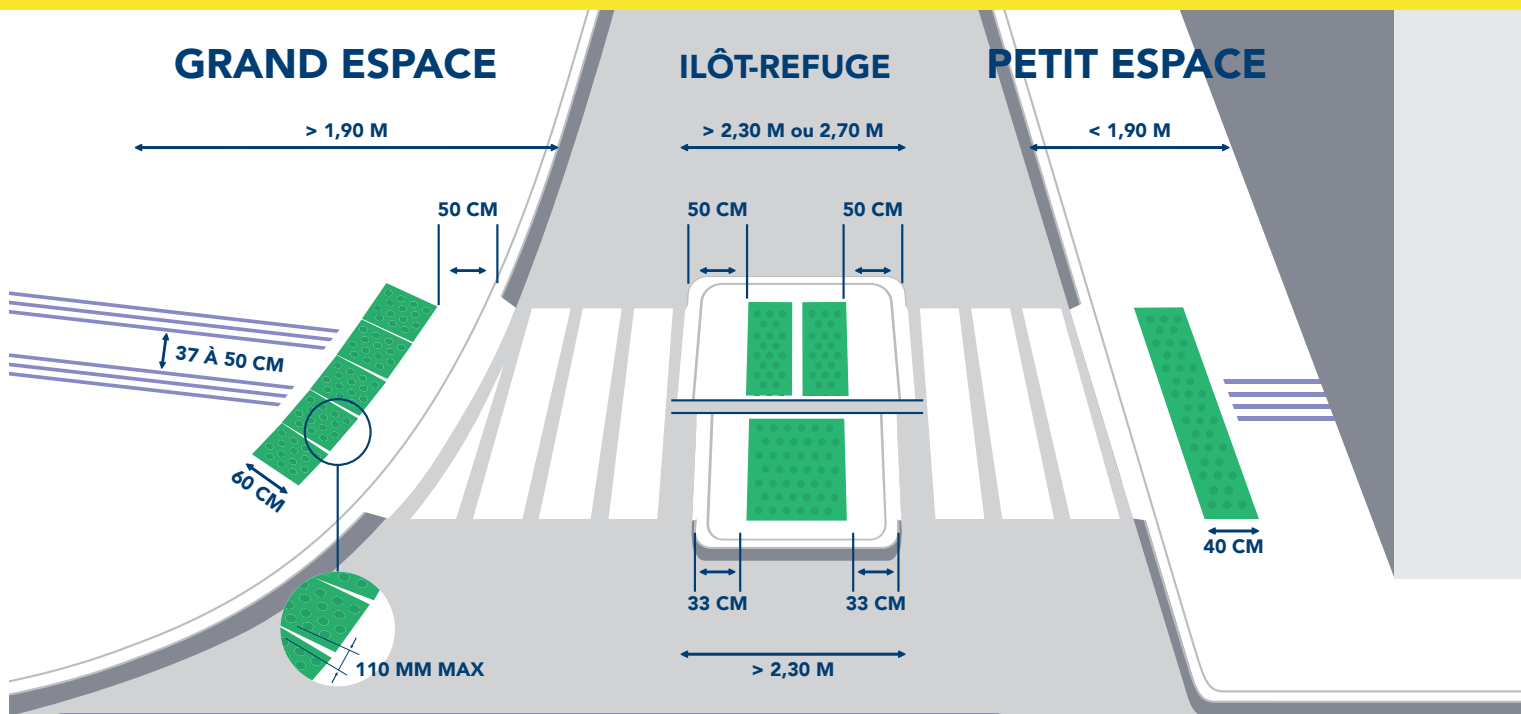 GRAND ESPACE
ILÔT-REFUGE
PETIT ESPACE
> 1,90 M
> 2,30 M ou 2,70 M
< 1,90 M
50 CM
50 CM
50 CM
37 À 50 CM
60 CM
40 CM
33 CM
33 CM
110 MM MAX
> 2,30 M